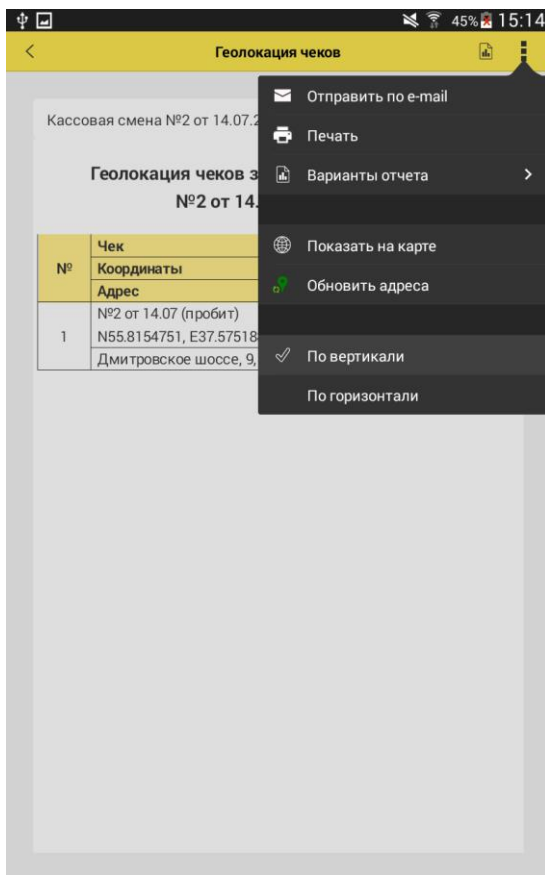 45% 15:14
Геолокация чеков
Кассовая смена №2 от 14.07.2
Геолокация чеков з
№2 от 14.
№
Чек
Координаты
Адрес
1
№2 от 14.07 (пробит)
N55.8154751, E37.57518
Дмитровское шоссе, 9,
Отправить по e-mail
Печать
Варианты отчета
Показать на карте
Обновить адреса
По вертикали
По горизонтали